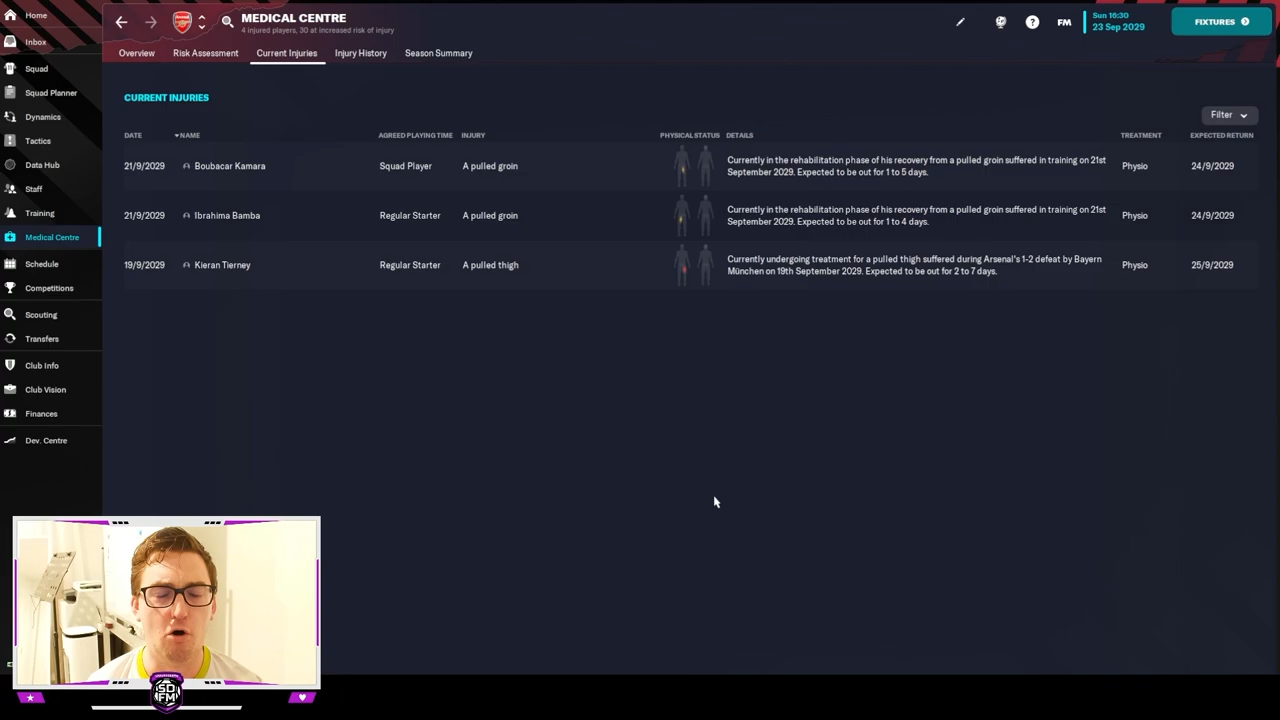 Home
Inbox
Squad
Squad Planner
Dynamics
Tactics
Data Hub
Staff
Training
Medical Centre
Schedule
Competitions
Scouting
Transfers
Club Info
Club Vision
Finances
Dev. Centre
MEDICAL CENTRE
4 injured players, 30 at increased risk of injury
FM
Sun 16:30
23 Sep 2029
FIXTURES
Overview Risk Assessment Current Injuries Injury History Season Summary
CURRENT INJURIES
Filter
DATE NAME AGREED PLAYING TIME INJURY PHYSICAL STATUS DETAILS TREATMENT EXPECTED RETURN
21/9/2029 Boubacar Kamara Squad Player A pulled groin Currently in the rehabilitation phase of his recovery from a pulled groin suffered in training on 21st Physio 24/9/2029
September 2029. Expected to be out for 1 to 5 days.
21/9/2029 Ibrahima Bamba Regular Starter A pulled groin Currently in the rehabilitation phase of his recovery from a pulled groin suffered in training on 21st Physio 24/9/2029
September 2029. Expected to be out for 1 to 4 days.
19/9/2029 Kieran Tierney Regular Starter A pulled thigh Currently undergoing treatment for a pulled thigh suffered during Arsenal's 1-2 defeat by Bayern Physio 25/9/2029
München on 19th September 2029. Expected to be out for 2 to 7 days.
SD
FM